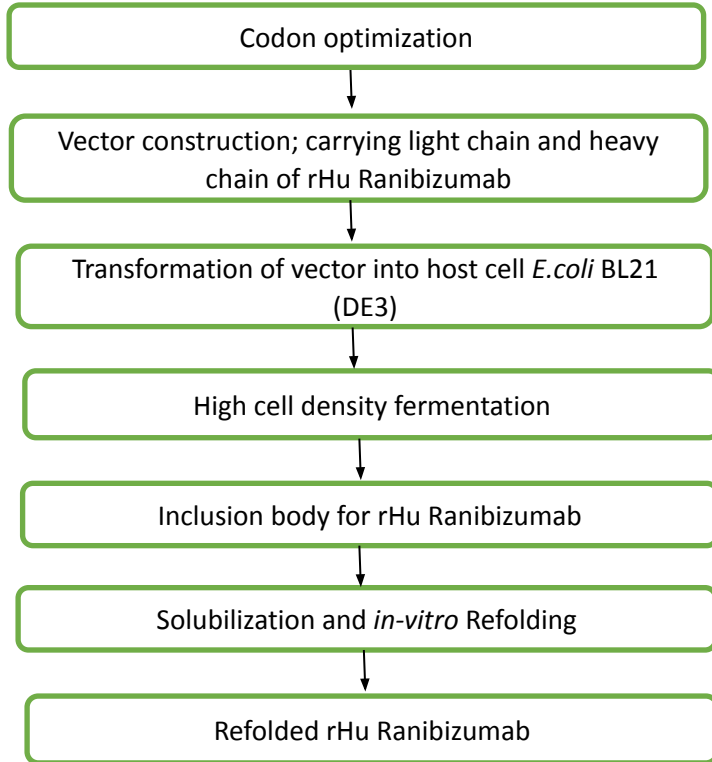 Codon optimization
Vector construction; carrying light chain and heavy
chain of rHu Ranibizumab
Transformation of vector into host cell E.coli BL21
(DE3)
High cell density fermentation
Inclusion body for rHu Ranibizumab
Solubilization and in-vitro Refolding
Refolded rHu Ranibizumab